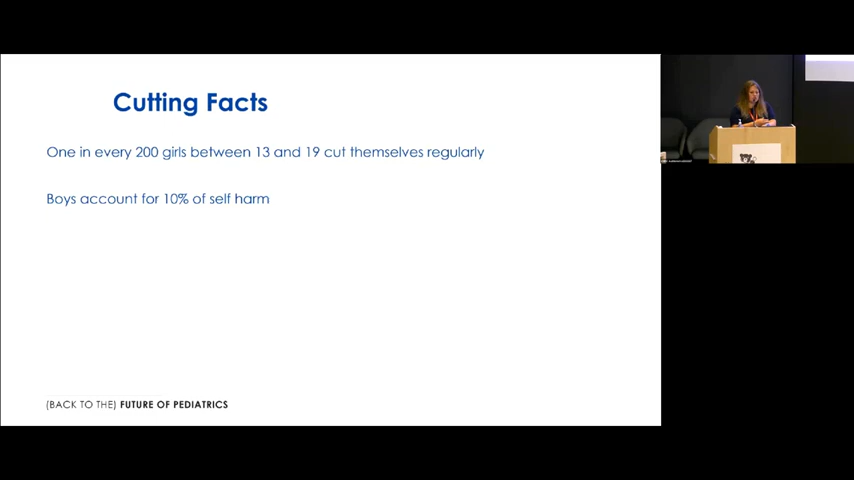 Cutting Facts
One in every 200 girls between 13 and 19 cut themselves regularly
Boys account for 10% of self harm
(BACK TO THE) FUTURE OF PEDIATRICS